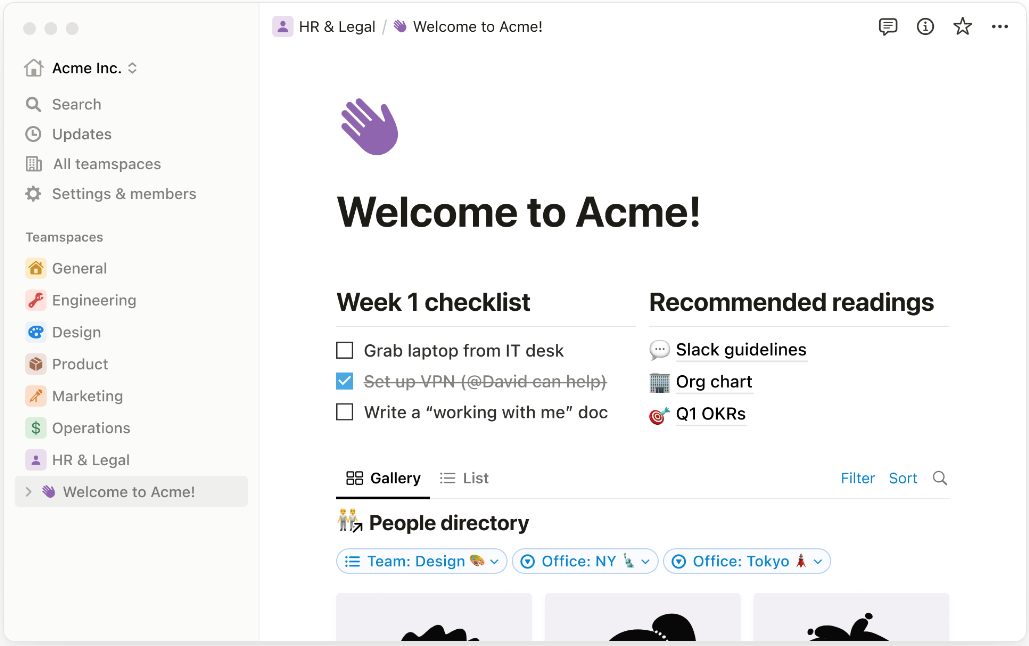 HR & Legal / Welcome to Acme!
Acme Inc.
Search
Updates
All teamspaces
Settings & members
Teamspaces
General
Engineering
Design
Product
Marketing
Operations
HR & Legal
Welcome to Acme!
Welcome to Acme!
Week 1 checklist
Grab laptop from IT desk
Set up VPN (@David can help)
Write a “working with me” doc
Recommended readings
Slack guidelines
Org chart
Q1 OKRs
Gallery List Filter Sort
People directory
Team: Design Office: NY Office: Tokyo